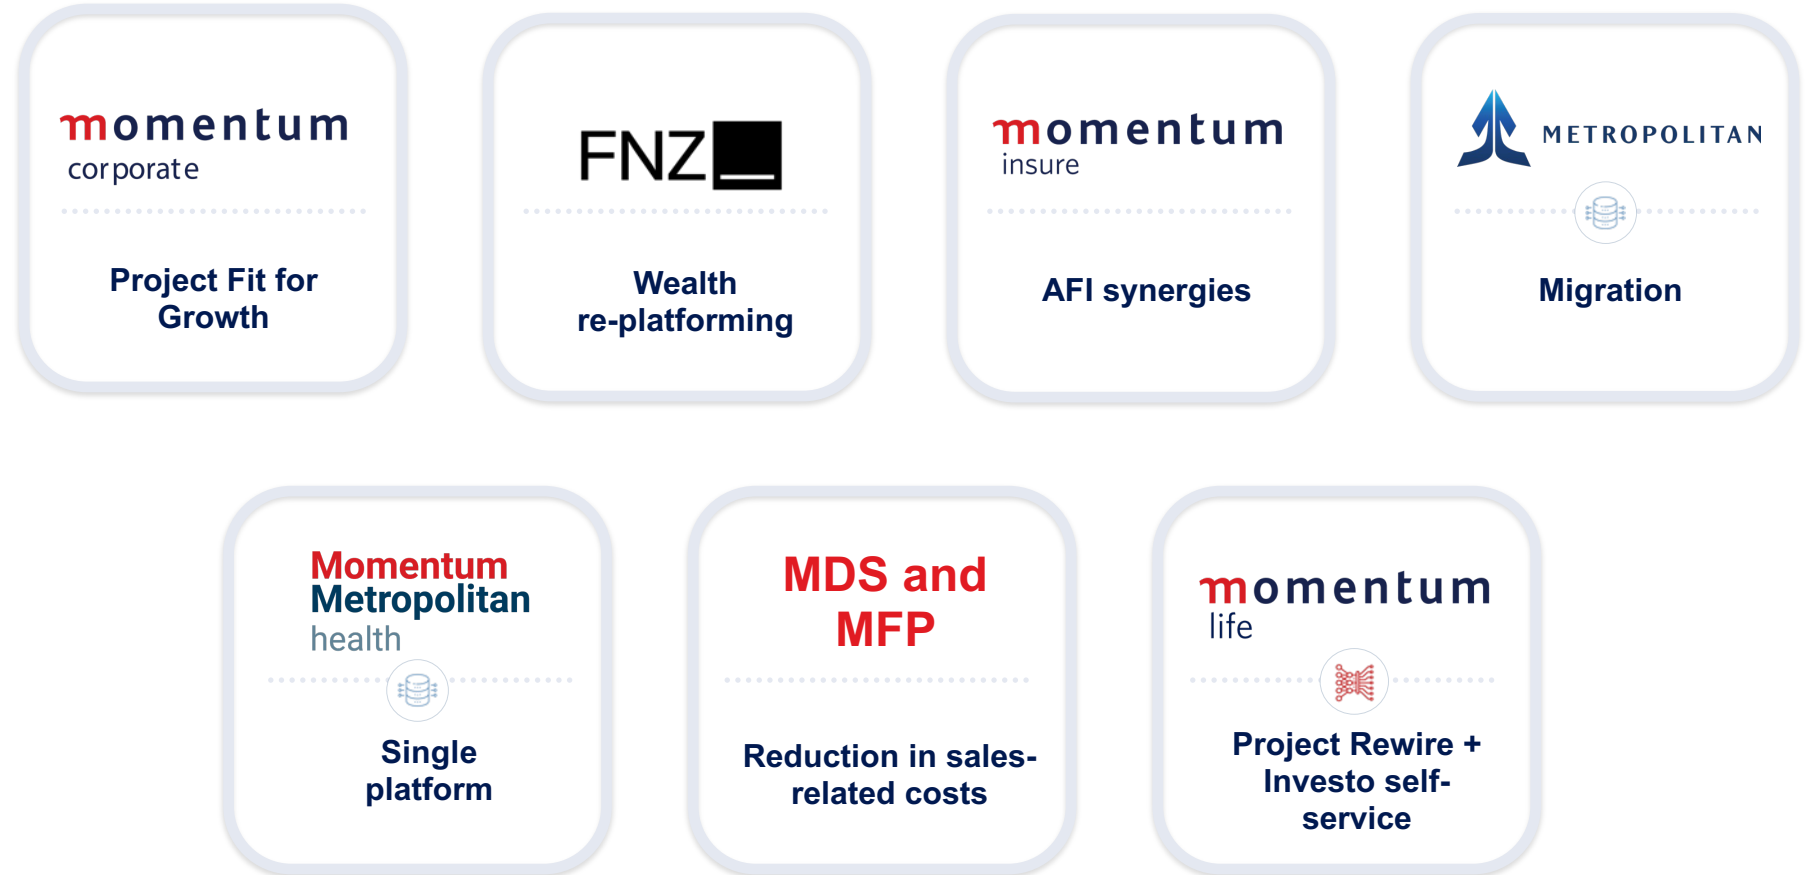 momentum
corporate
Project Fit for
Growth
FNZ
Wealth
re-platforming
momentum
insure
AFI synergies
METROPOLITAN
Migration
Momentum
Metropolitan
health
Single
platform
MDS and
MFP
Reduction in sales-
related costs
momentum
life
Project Rewire +
Investo self-
service